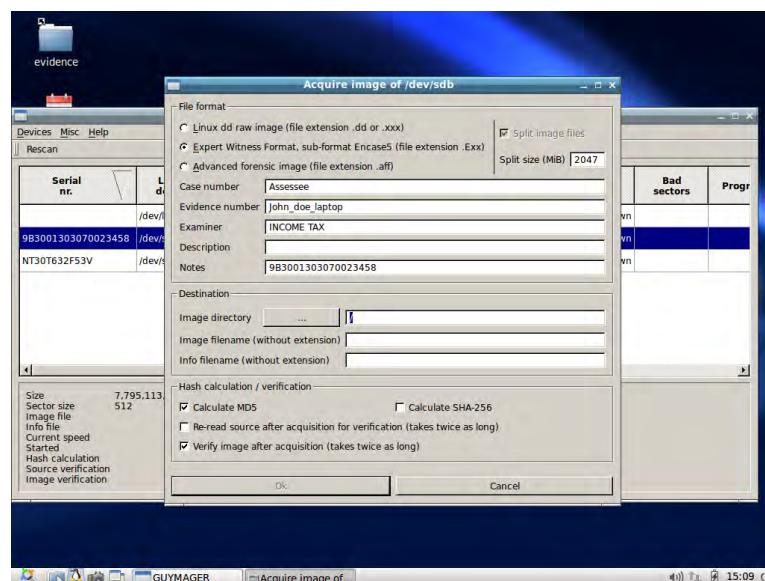 evidence
Acquire image of /dev/sdb
File format
Linux dd raw image (file extension .dd or .xxx)
Expert Witness Format, sub-format Encase5 (file extension .Exx)
Advanced forensic image (file extension .aff)
Split image files
Split size (MiB) 2047
Case number Assessee
Evidence number John_doe_laptop
Examiner INCOME TAX
Description
Notes 9B3001303070023458
Destination
Image directory ... /
Image filename (without extension)
Info filename (without extension)
Hash calculation / verification
Calculate MD5 Calculate SHA-256
Re-read source after acquisition for verification (takes twice as long)
Verify image after acquisition (takes twice as long)
Ok Cancel
Devices Misc Help
Rescan
Serial nr. Bad sectors Progr
/dev/
9B3001303070023458 /dev/s wn
NT30T632F53V /dev/s wn
Size 7,795,113,
Sector size 512
Image file
Info file
Current speed
Started
Hash calculation
Source verification
Image verification
GUYMAGER Acquire image of... 15:09